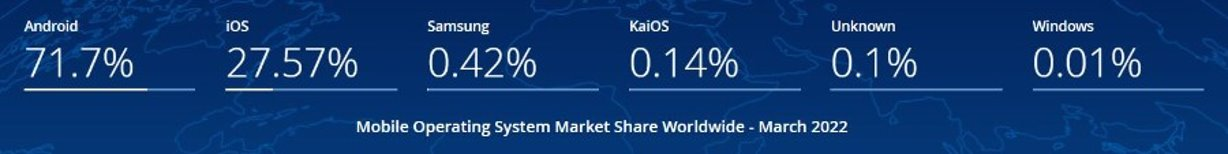 Android iOS Samsung KaiOS Unknown Windows
71.7% 27.57% 0.42% 0.14% 0.1% 0.01%
Mobile Operating System Market Share Worldwide - March 2022